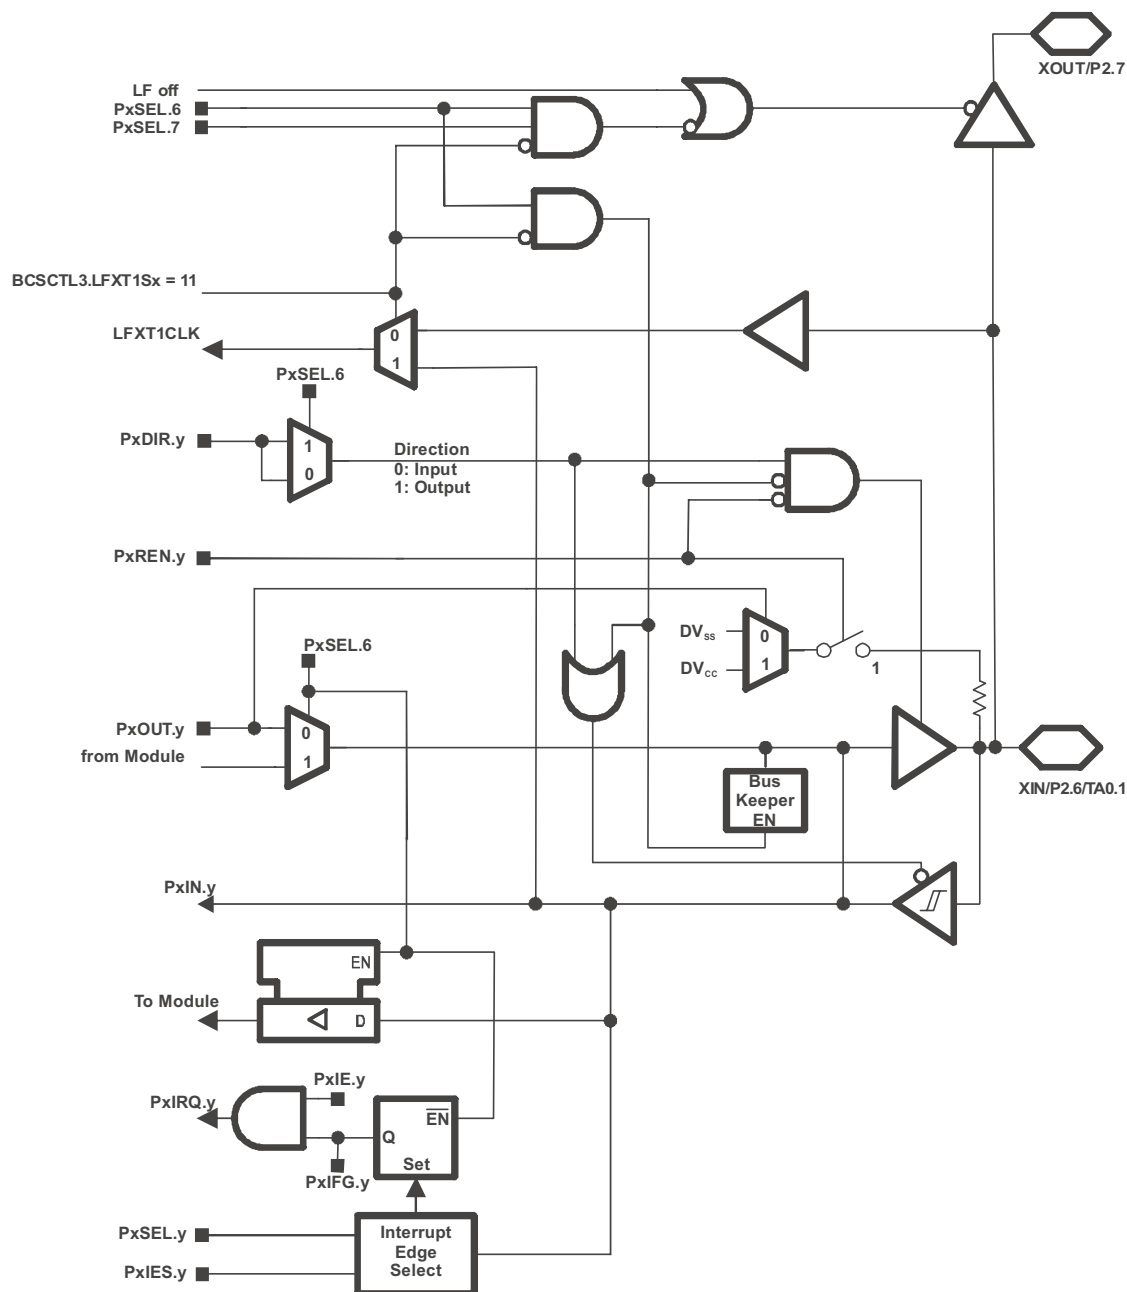 XOUT/P2.7
LF off
PxSEL.6
PxSEL.7
BCSCTL3.LFXT1Sx = 11
LFXT1CLK
0
1
PxSEL.6
PxDIR.y
1
0
Direction
0: Input
1: Output
PxREN.y
DVss
0
DVcc
1
1
PxSEL.6
PxOUT.y
0
from Module
1
Bus
Keeper
EN
XIN/P2.6/TA0.1
PxIN.y
EN
To Module
D
PxIE.y
PxIRQ.y
EN
Q
Set
PxIFG.y
PxSEL.y
Interrupt
Edge
Select
PxIES.y